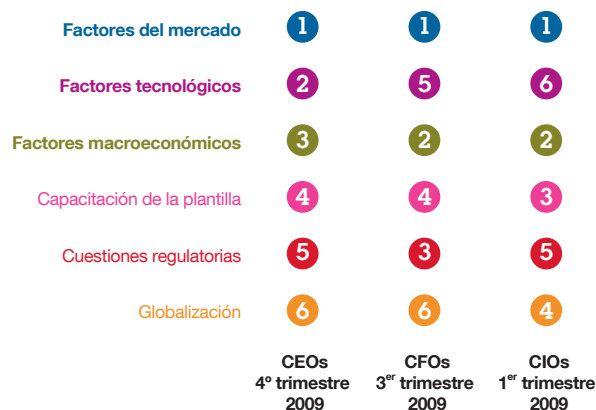 Factores del mercado 1 1 1
Factores tecnológicos 2 5 6
Factores macroeconómicos 3 2 2
Capacitación de la plantilla 4 4 3
Cuestiones regulatorias 5 3 5
Globalización 6 6 4
CEOs CFOs CIOs
4º trimestre 3er trimestre 1er trimestre
2009 2009 2009